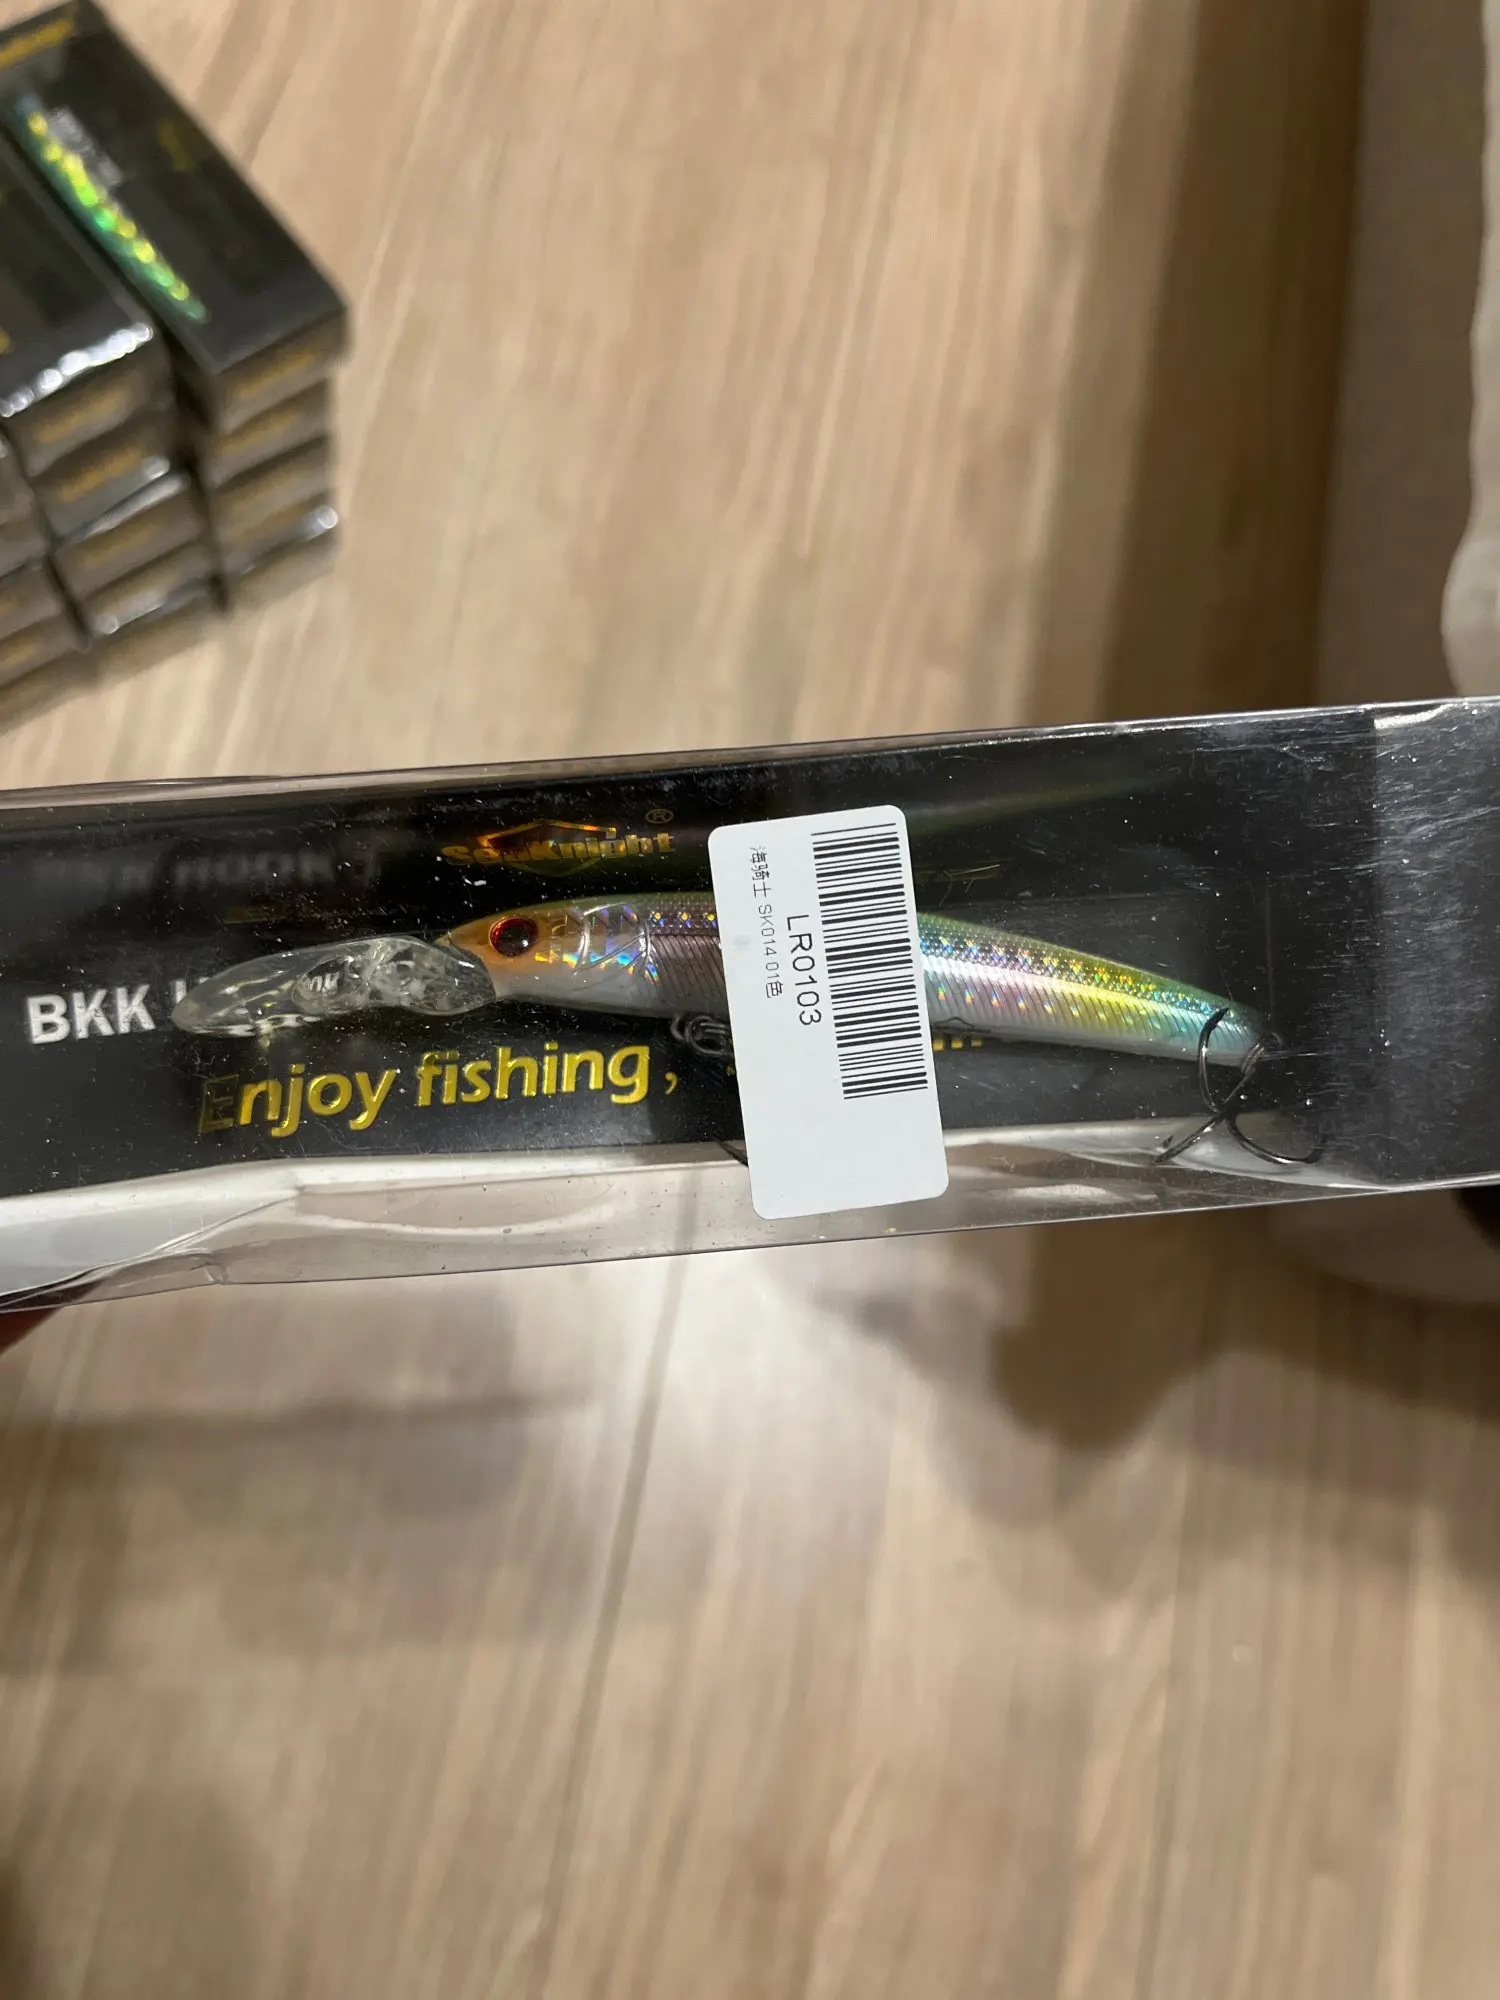 SeaKnight®
BKK
Enjoy fishing,
海骑士 SK014 01色
LR0103